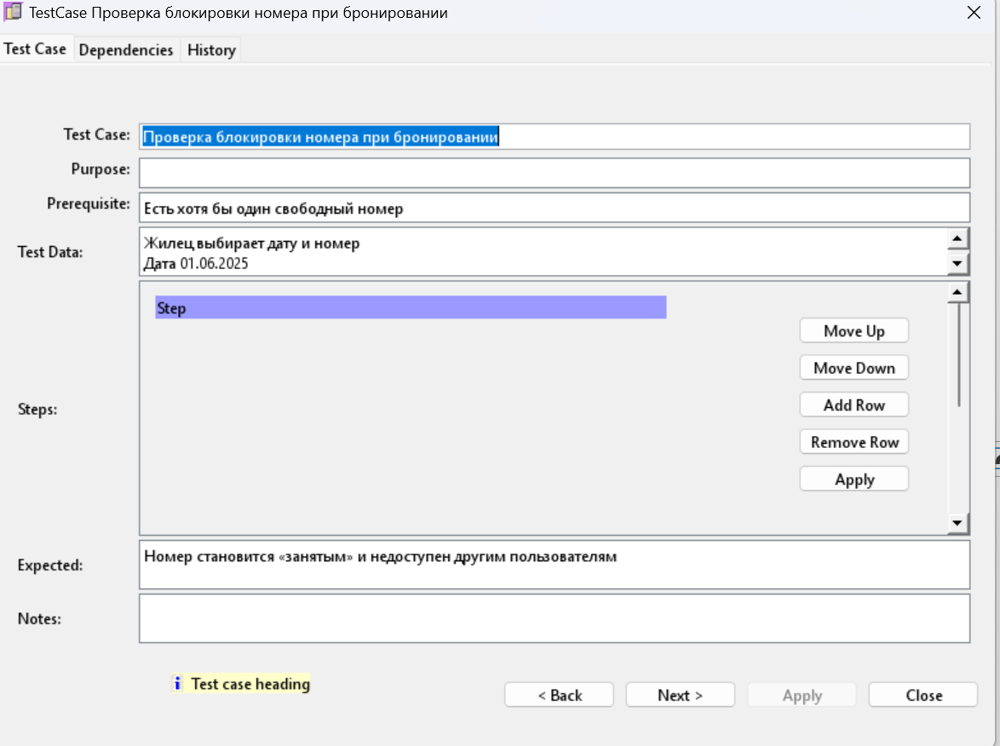 TestCase Проверка блокировки номера при бронировании
Test Case Dependencies History
Test Case: Проверка блокировки номера при бронировании
Purpose:
Prerequisite: Есть хотя бы один свободный номер
Test Data: Жилец выбирает дату и номер
Дата 01.06.2025
Step
Move Up
Move Down
Add Row
Steps:
Remove Row
Apply
Expected: Номер становится «занятым» и недоступен другим пользователям
Notes:
i Test case heading
< Back Next > Apply Close